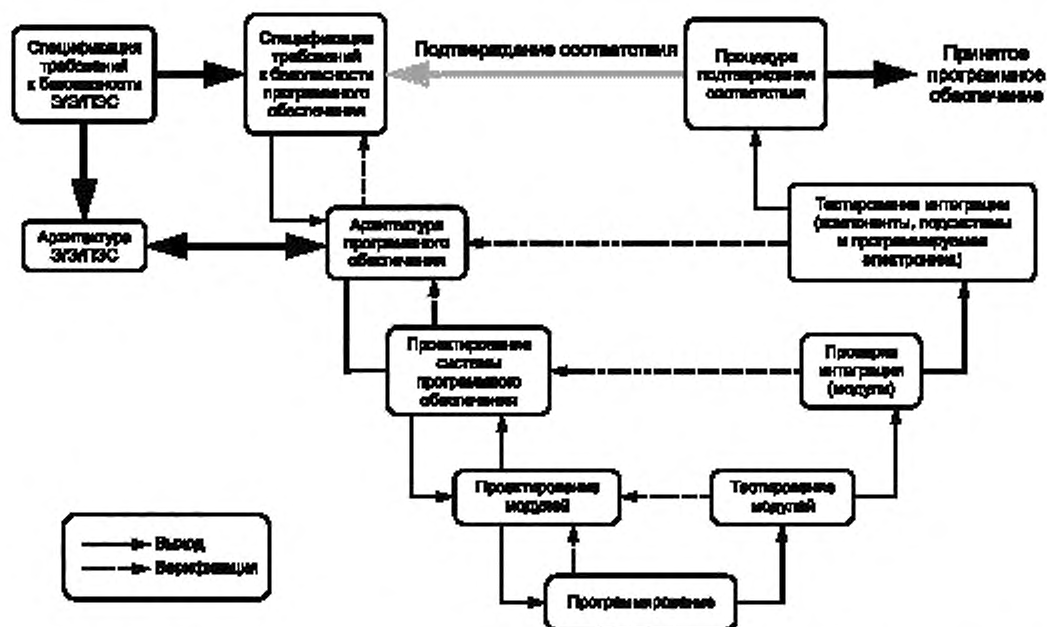 Спецификация
требований
к безопасности
Э/Э/ПЭС
Спецификация
требований
к безопасности
программного
обеспечения
Подтверждение соответствия
Процедура
подтверждения
соответствия
Принятое
программное
обеспечение
Архитектура
Э/Э/ПЭС
Архитектура
программного
обеспечения
Тестирование интеграции
(компоненты, подсистемы
и программируемая
электроника)
Проектирование
системы
программного
обеспечения
Проверка
интеграции
(модули)
Проектирование
модулей
Тестирование
модулей
Программирование
Выход
Верификация